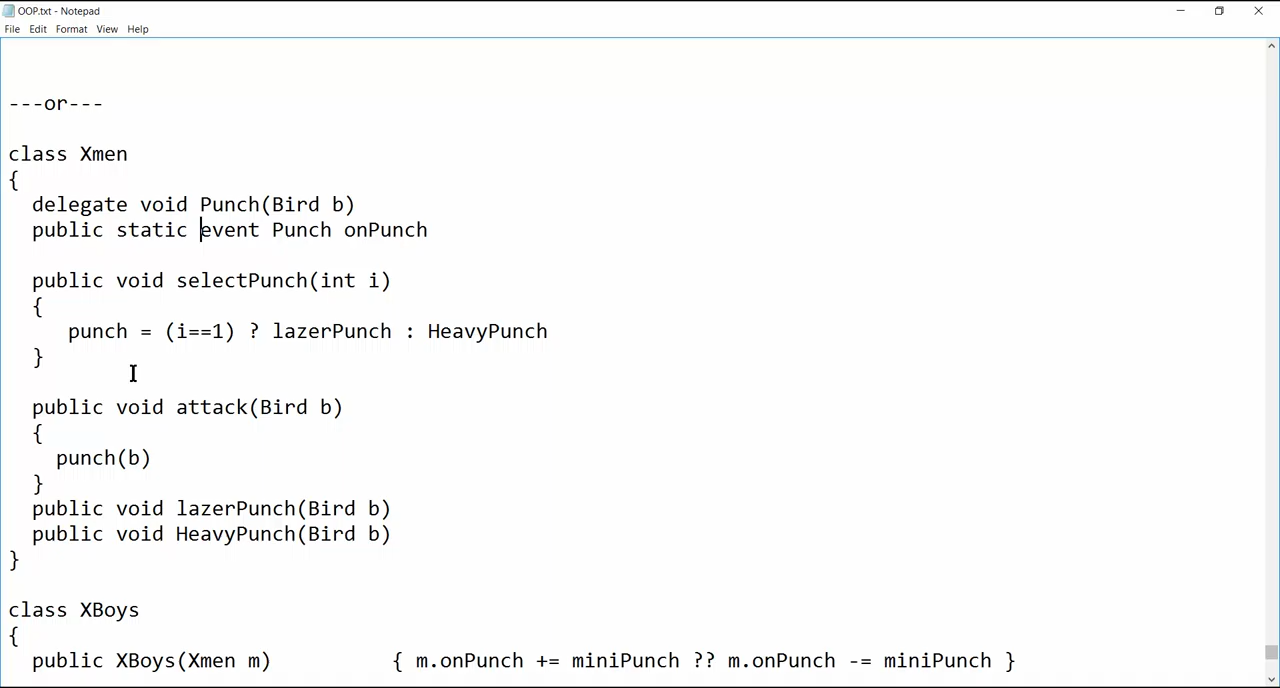 OOP.txt - Notepad
File Edit Format View Help
---or---
class Xmen
{
delegate void Punch(Bird b)
public static event Punch onPunch
public void selectPunch(int i)
{
punch = (i==1) ? lazerPunch : HeavyPunch
}
public void attack(Bird b)
{
punch(b)
}
public void lazerPunch(Bird b)
public void HeavyPunch(Bird b)
}
class XBoys
{
public XBoys(Xmen m) { m.onPunch += miniPunch ?? m.onPunch -= miniPunch }